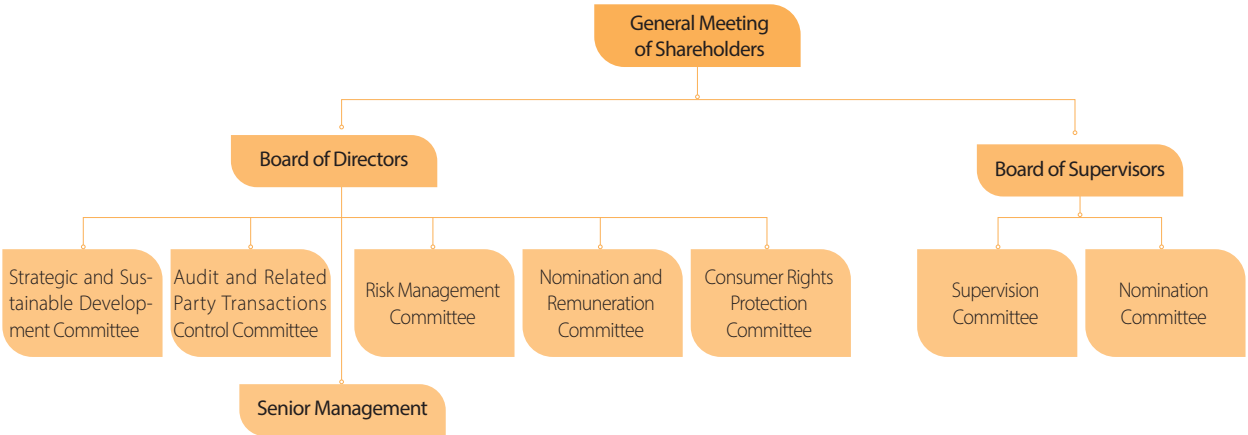 General Meeting
of Shareholders
Board of Directors
Board of Supervisors
Strategic and Sus-
tainable Develop-
ment Committee
Audit and Related
Party Transactions
Control Committee
Risk Management
Committee
Nomination and
Remuneration
Committee
Consumer Rights
Protection
Committee
Supervision
Committee
Nomination
Committee
Senior Management